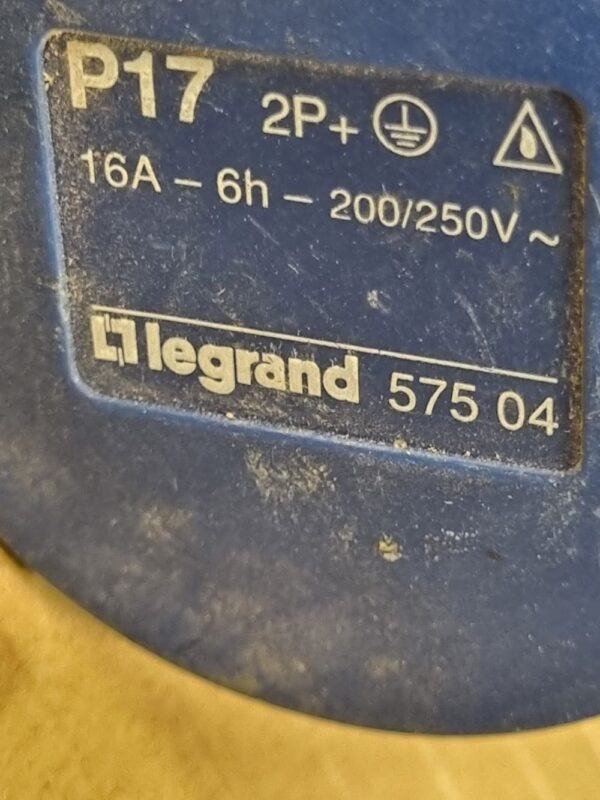 P17 2P+
16A – 6h – 200/250V ~
legrand 575 04